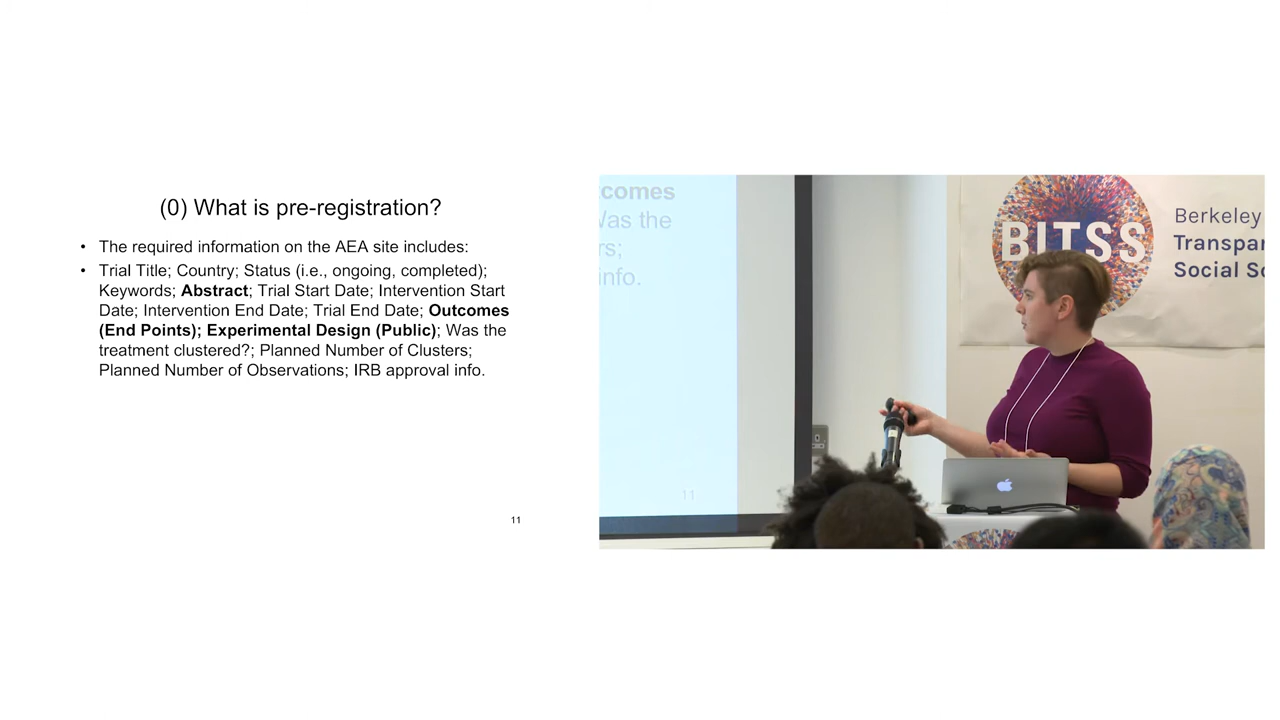 (0) What is pre-registration?
• The required information on the AEA site includes:
• Trial Title; Country; Status (i.e., ongoing, completed);
Keywords; Abstract; Trial Start Date; Intervention Start
Date; Intervention End Date; Trial End Date; Outcomes
(End Points); Experimental Design (Public); Was the
treatment clustered?; Planned Number of Clusters;
Planned Number of Observations; IRB approval info.
11
tcomes
Was the
rs;
info.
11
BITSS
Berkeley
Transpar
Social Sc